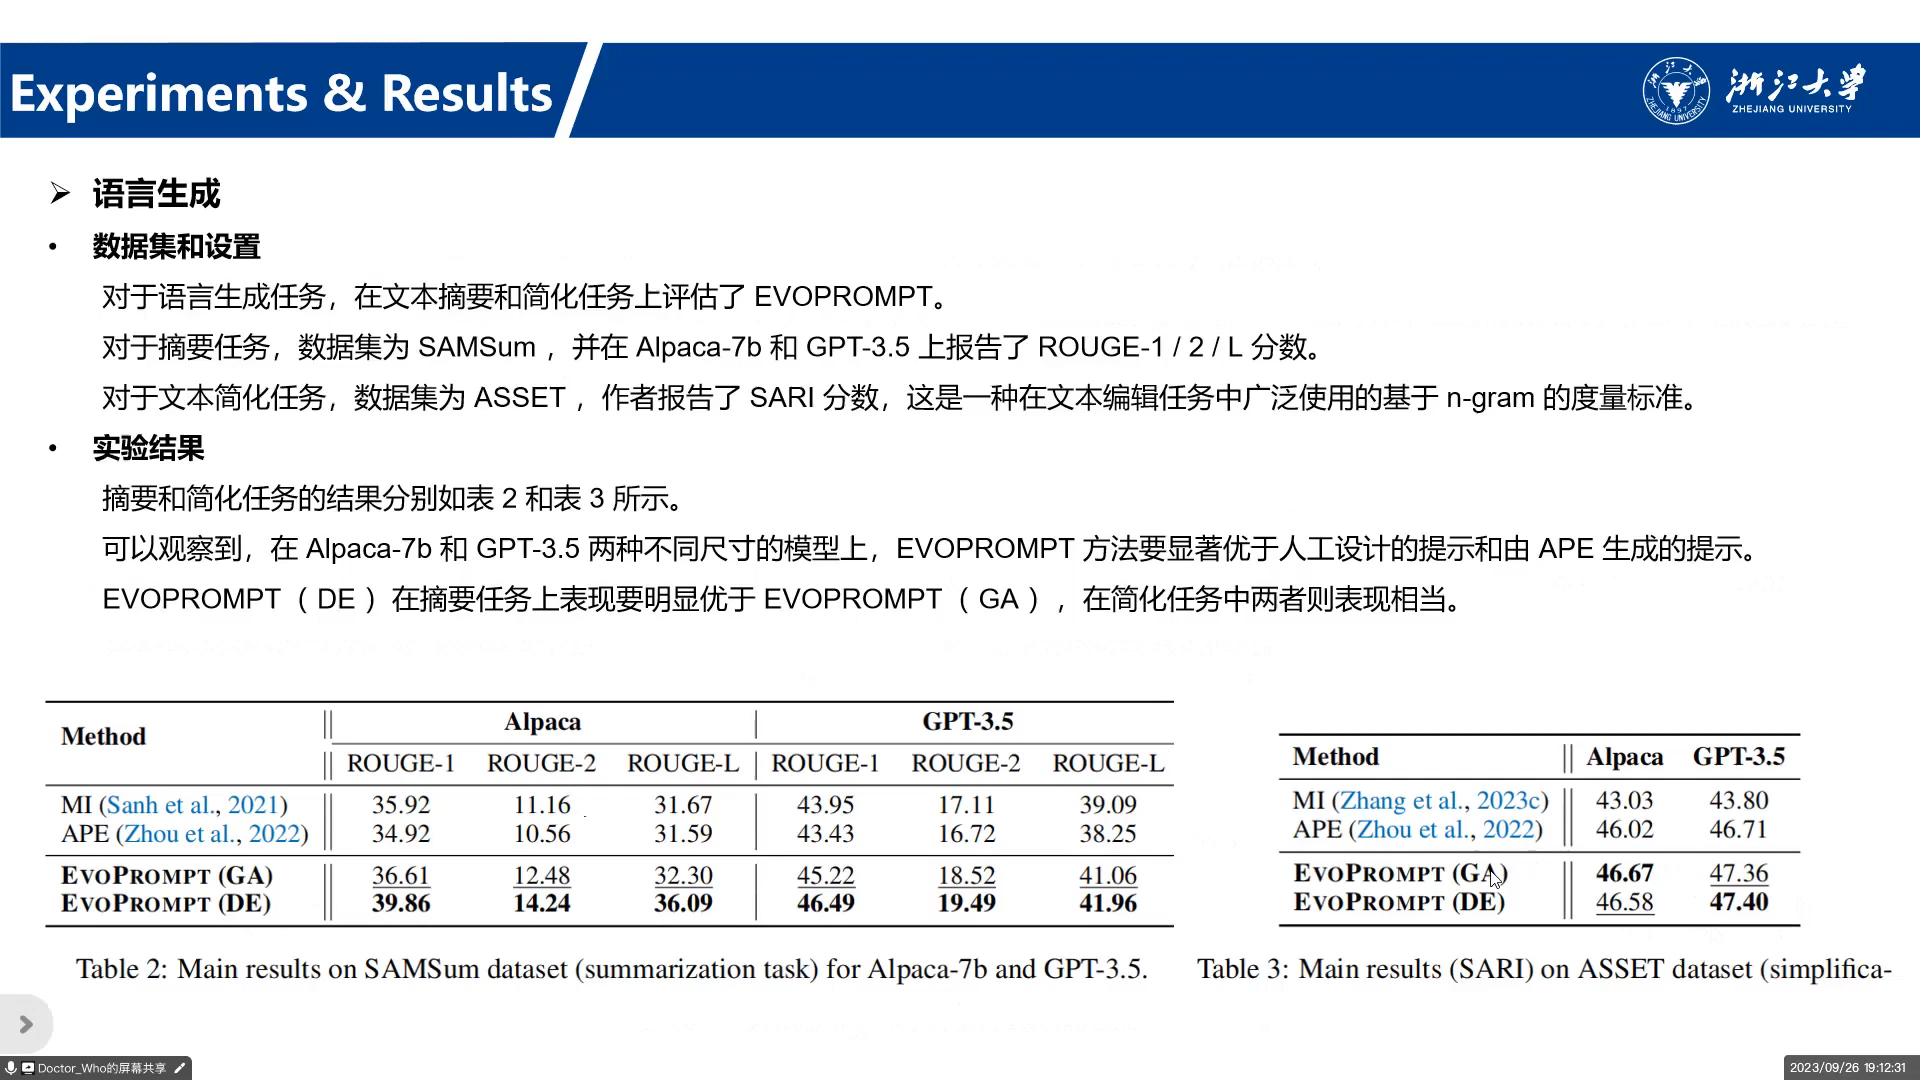 Experiments & Results
浙江大学
ZHEJIANG UNIVERSITY
➢ 语言生成
• 数据集和设置
对于语言生成任务，在文本摘要和简化任务上评估了 EVOPROMPT。
对于摘要任务，数据集为 SAMSum ，并在 Alpaca-7b 和 GPT-3.5 上报告了 ROUGE-1 / 2 / L 分数。
对于文本简化任务，数据集为 ASSET ，作者报告了 SARI 分数，这是一种在文本编辑任务中广泛使用的基于 n-gram 的度量标准。
• 实验结果
摘要和简化任务的结果分别如表 2 和表 3 所示。
可以观察到，在 Alpaca-7b 和 GPT-3.5 两种不同尺寸的模型上，EVOPROMPT 方法要显著优于人工设计的提示和由 APE 生成的提示。
EVOPROMPT （ DE ）在摘要任务上表现要明显优于 EVOPROMPT （ GA ），在简化任务中两者则表现相当。
Method Alpaca GPT-3.5
ROUGE-1 ROUGE-2 ROUGE-L ROUGE-1 ROUGE-2 ROUGE-L
MI (Sanh et al., 2021) 35.92 11.16 31.67 43.95 17.11 39.09
APE (Zhou et al., 2022) 34.92 10.56 31.59 43.43 16.72 38.25
EVOPROMPT (GA) 36.61 12.48 32.30 45.22 18.52 41.06
EVOPROMPT (DE) 39.86 14.24 36.09 46.49 19.49 41.96
Table 2: Main results on SAMSum dataset (summarization task) for Alpaca-7b and GPT-3.5.
Method Alpaca GPT-3.5
MI (Zhang et al., 2023c) 43.03 43.80
APE (Zhou et al., 2022) 46.02 46.71
EVOPROMPT (GA) 46.67 47.36
EVOPROMPT (DE) 46.58 47.40
Table 3: Main results (SARI) on ASSET dataset (simplifica-
Doctor_Who的屏幕共享
2023/09/26 19:12:31